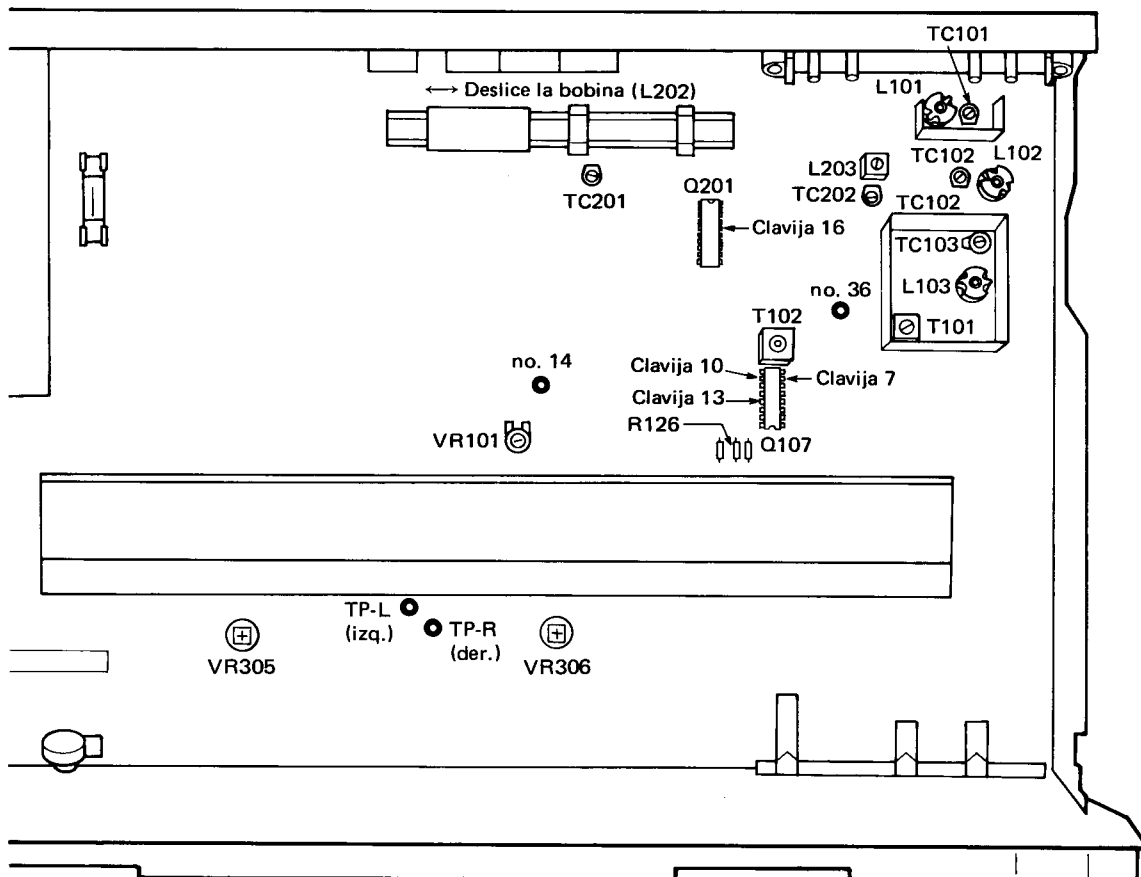 TC101
L101
←→ Deslice la bobina (L202)
TC102
L102
L203
TC201
Q201
TC202
TC102
Clavija 16
TC103
L103
no. 36
T102
T101
no. 14
Clavija 10
Clavija 7
Clavija 13
R126
VR101
Q107
TP-L
(izq.)
TP-R
(der.)
VR305
VR306